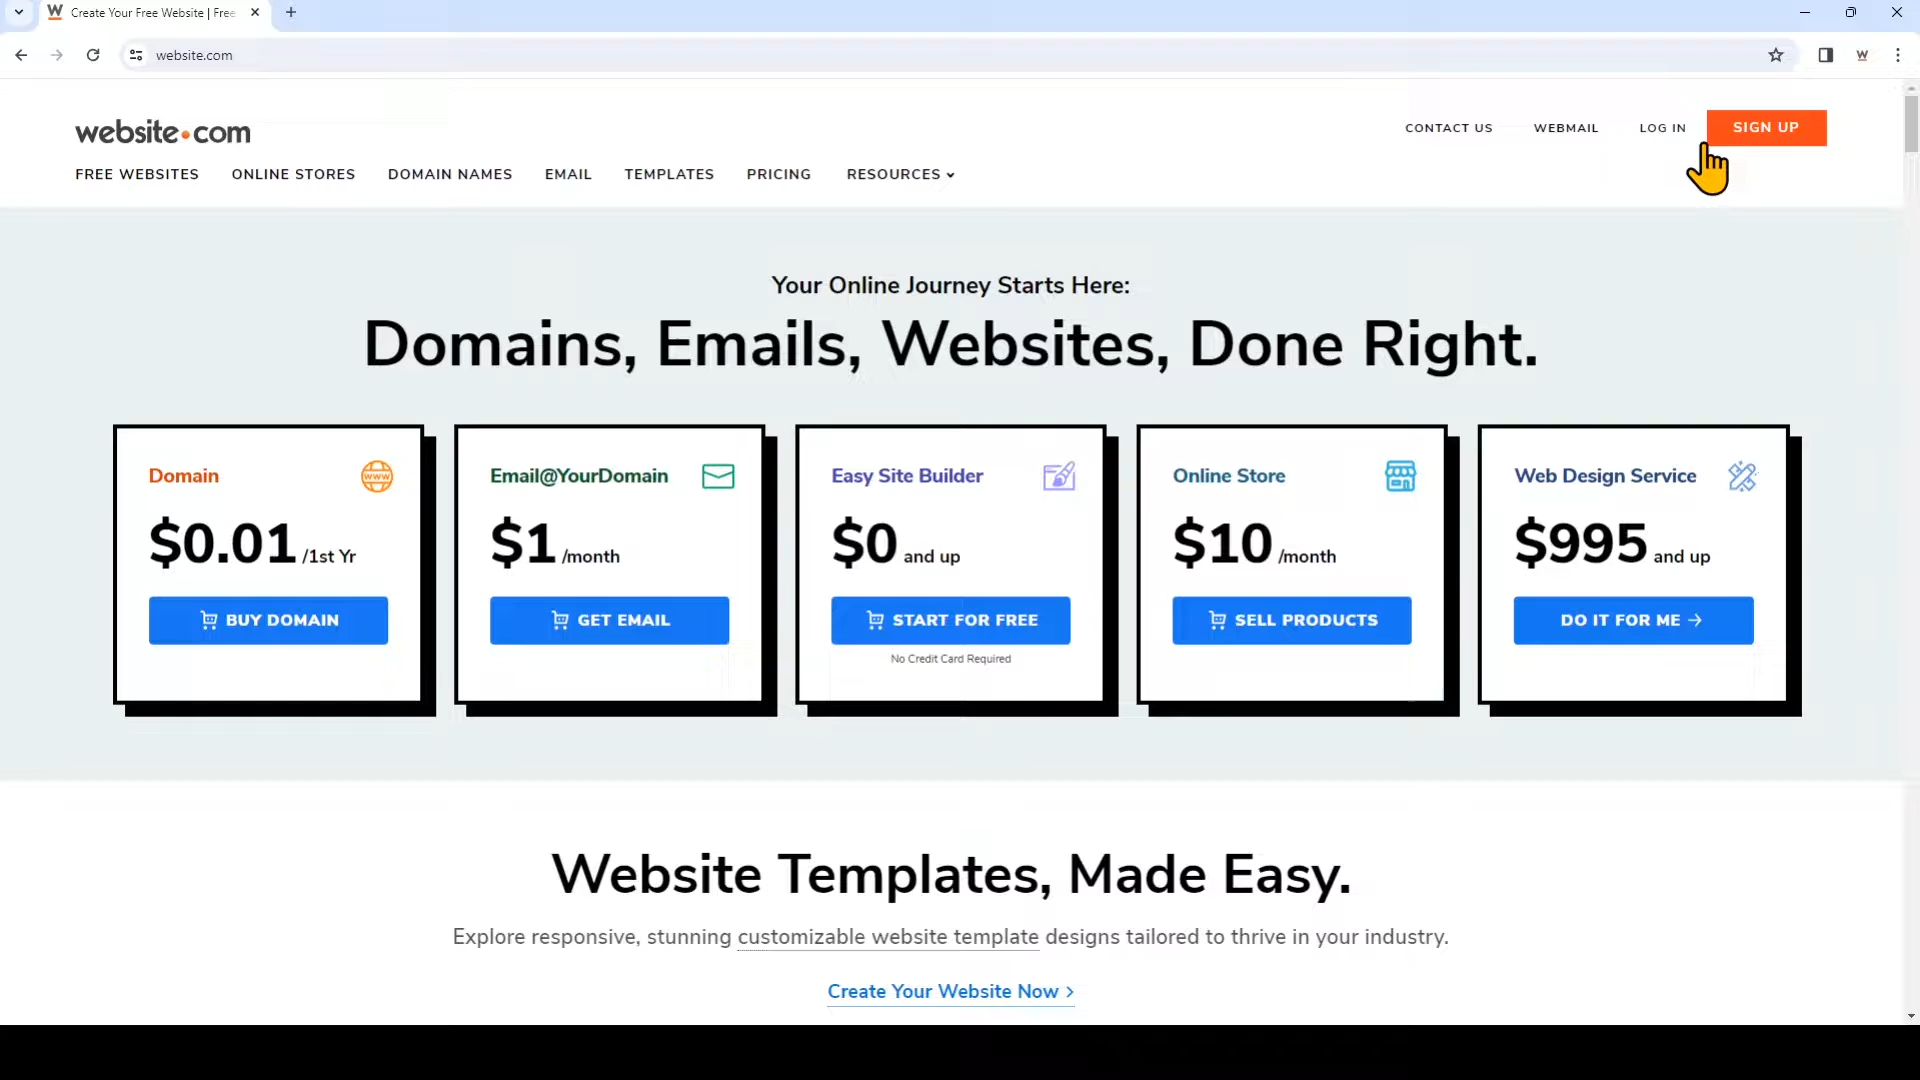 W Create Your Free Website | Free
website.com
W
website.com
CONTACT US WEBMAIL LOG IN SIGN UP
FREE WEBSITES ONLINE STORES DOMAIN NAMES EMAIL TEMPLATES PRICING RESOURCES
Your Online Journey Starts Here:
Domains, Emails, Websites, Done Right.
Domain
WWW
$0.01 /1st Yr
BUY DOMAIN
Email@YourDomain
$1 /month
GET EMAIL
Easy Site Builder
$0 and up
START FOR FREE
No Credit Card Required
Online Store
$10 /month
SELL PRODUCTS
Web Design Service
$995 and up
DO IT FOR ME →
Website Templates, Made Easy.
Explore responsive, stunning customizable website template designs tailored to thrive in your industry.
Create Your Website Now >